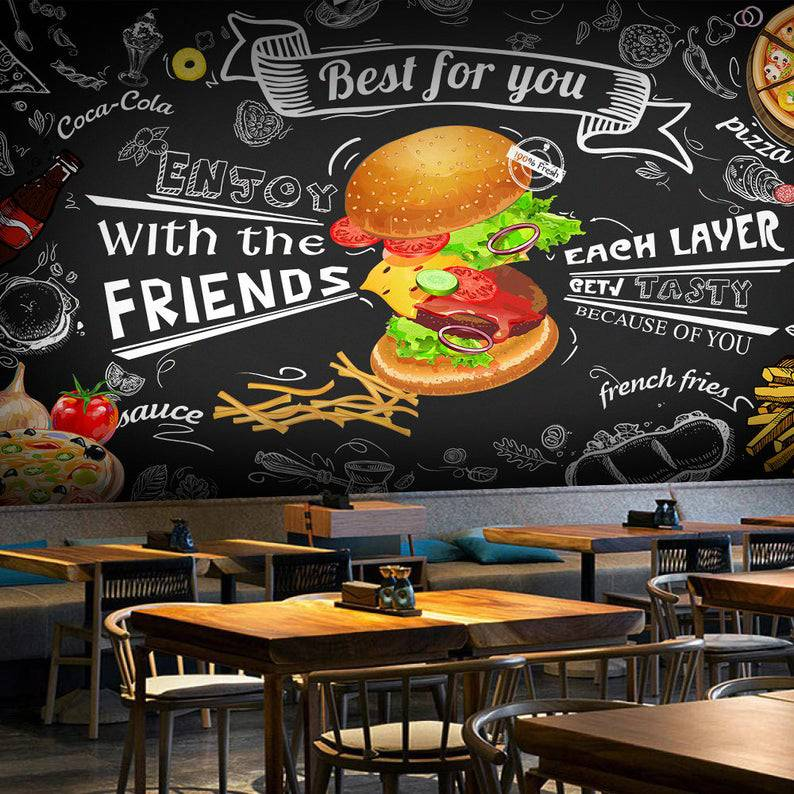 Best for you
Coca-Cola
100% Fresh
pizza
ENJOY
With the
FRIENDS
EACH LAYER
GETS TASTY
BECAUSE OF YOU
sauce
french fries